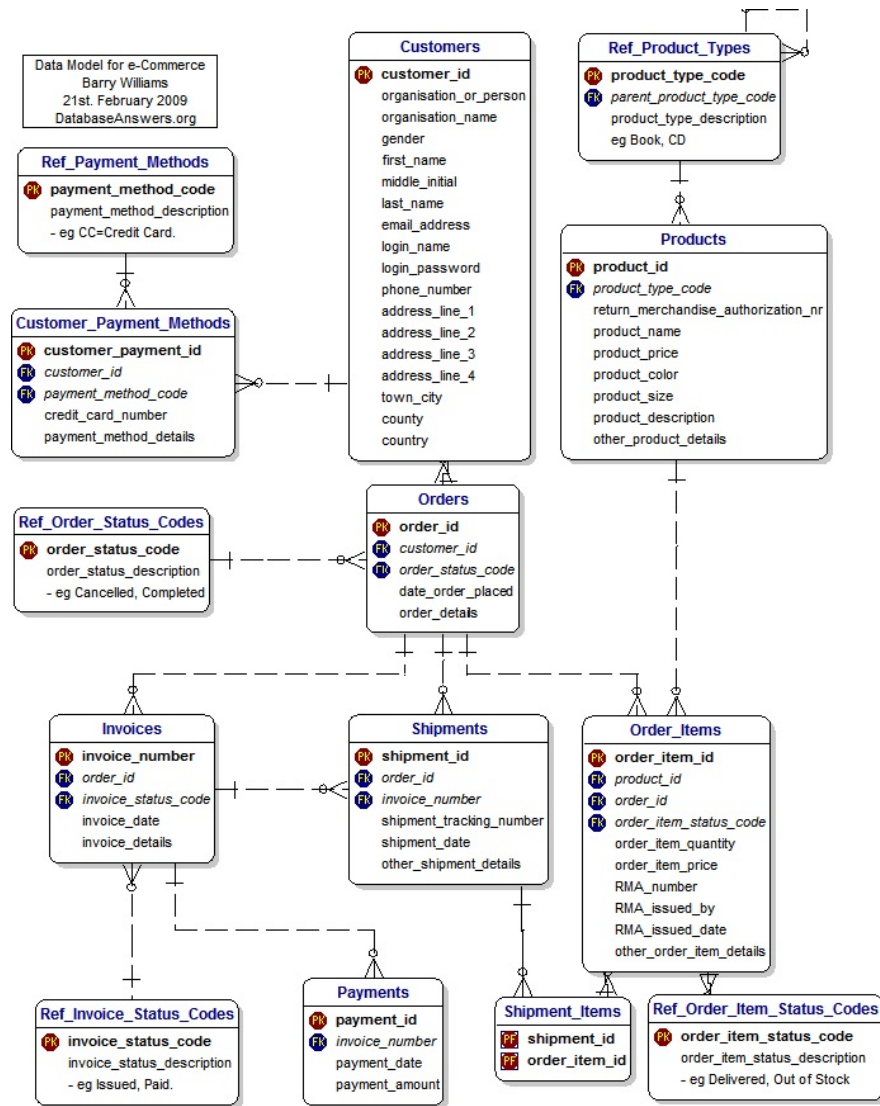 Data Model for e-Commerce
Barry Williams
21st. February 2009
DatabaseAnswers.org
Customers
PK customer_id
organisation_or_person
organisation_name
gender
first_name
middle_initial
last_name
email_address
login_name
login_password
phone_number
address_line_1
address_line_2
address_line_3
address_line_4
town_city
county
country
Ref_Product_Types
PK product_type_code
FK parent_product_type_code
product_type_description
eg Book, CD
Ref_Payment_Methods
PK payment_method_code
payment_method_description
- eg CC=Credit Card.
Products
PK product_id
FK product_type_code
return_merchandise_authorization_nr
product_name
product_price
product_color
product_size
product_description
other_product_details
Customer_Payment_Methods
PK customer_payment_id
FK customer_id
FK payment_method_code
credit_card_number
payment_method_details
Orders
PK order_id
FK customer_id
FK order_status_code
date_order_placed
order_details
Ref_Order_Status_Codes
PK order_status_code
order_status_description
- eg Cancelled, Completed
Invoices
PK invoice_number
FK order_id
FK invoice_status_code
invoice_date
invoice_details
Shipments
PK shipment_id
FK order_id
FK invoice_number
shipment_tracking_number
shipment_date
other_shipment_details
Order_Items
PK order_item_id
FK product_id
FK order_id
FK order_item_status_code
order_item_quantity
order_item_price
RMA_number
RMA_issued_by
RMA_issued_date
other_order_item_details
Ref_Invoice_Status_Codes
PK invoice_status_code
invoice_status_description
- eg Issued, Paid.
Payments
PK payment_id
FK invoice_number
payment_date
payment_amount
Shipment_Items
PF shipment_id
PF order_item_id
Ref_Order_Item_Status_Codes
PK order_item_status_code
order_item_status_description
- eg Delivered, Out of Stock